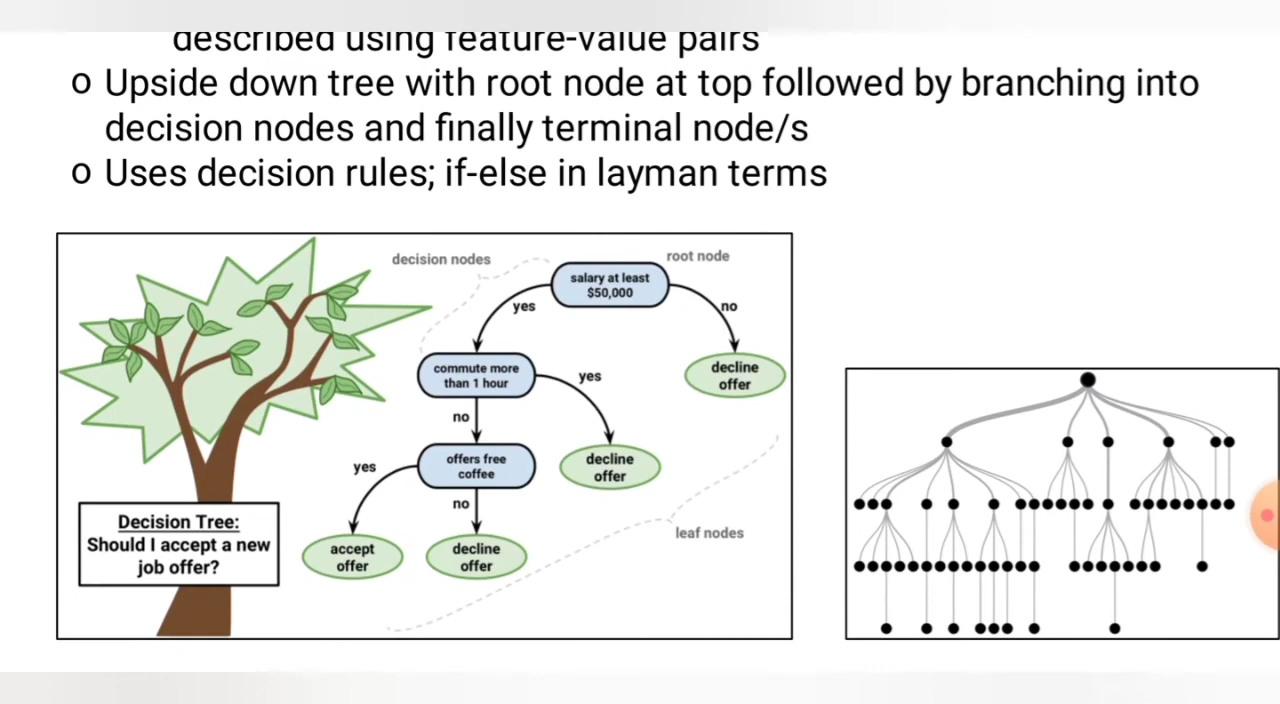 described using feature-value pairs
o Upside down tree with root node at top followed by branching into
decision nodes and finally terminal node/s
o Uses decision rules; if-else in layman terms
decision nodes
root node
salary at least
$50,000
yes
no
commute more
than 1 hour
yes
decline
offer
no
offers free
coffee
decline
offer
yes
no
accept
offer
decline
offer
leaf nodes
Decision Tree:
Should I accept a new
job offer?